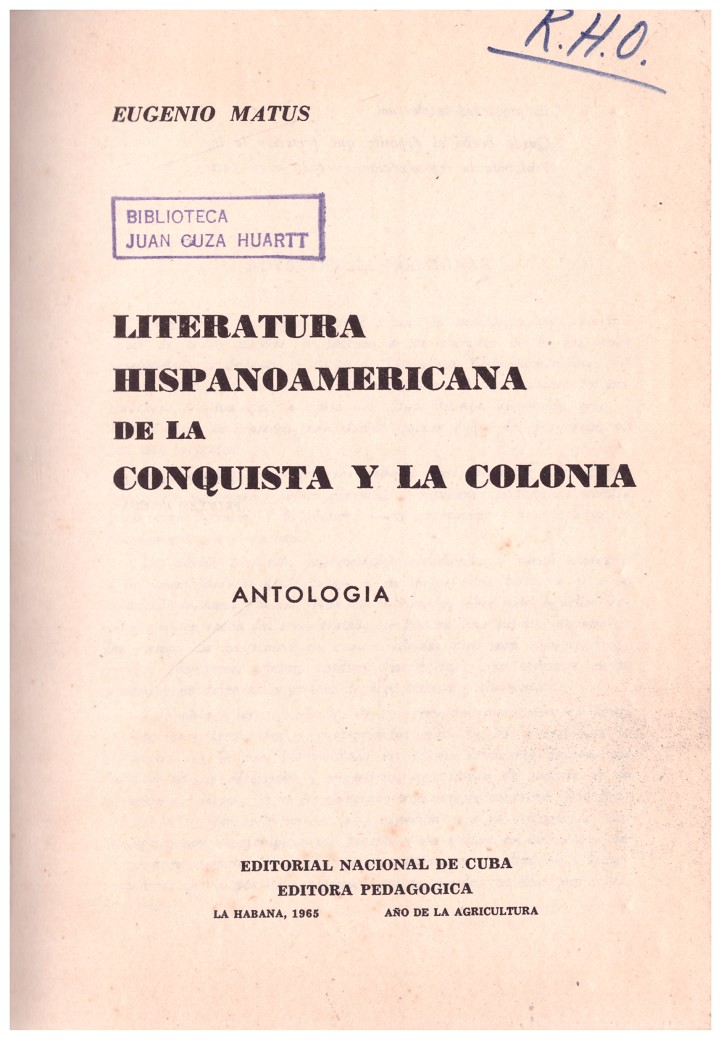 R.H.O.
EUGENIO MATUS
BIBLIOTECA
JUAN CUZA HUARTT
LITERATURA
HISPANOAMERICANA
DE LA
CONQUISTA Y LA COLONIA
ANTOLOGIA
EDITORIAL NACIONAL DE CUBA
EDITORA PEDAGOGICA
LA HABANA, 1965 AÑO DE LA AGRICULTURA